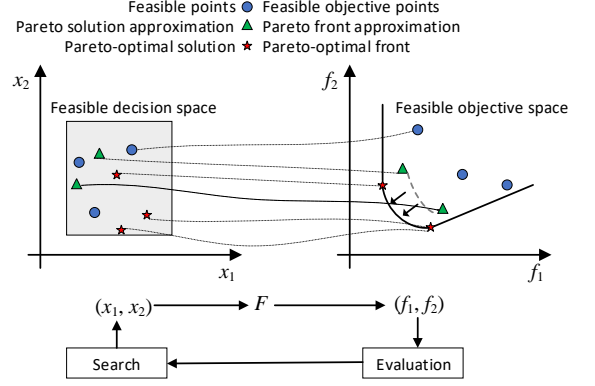 Feasible points Feasible objective points
Pareto solution approximation Pareto front approximation
Pareto-optimal solution Pareto-optimal front
x2 f2
Feasible decision space Feasible objective space
x1 f1
(x1, x2) F (f1, f2)
Search Evaluation